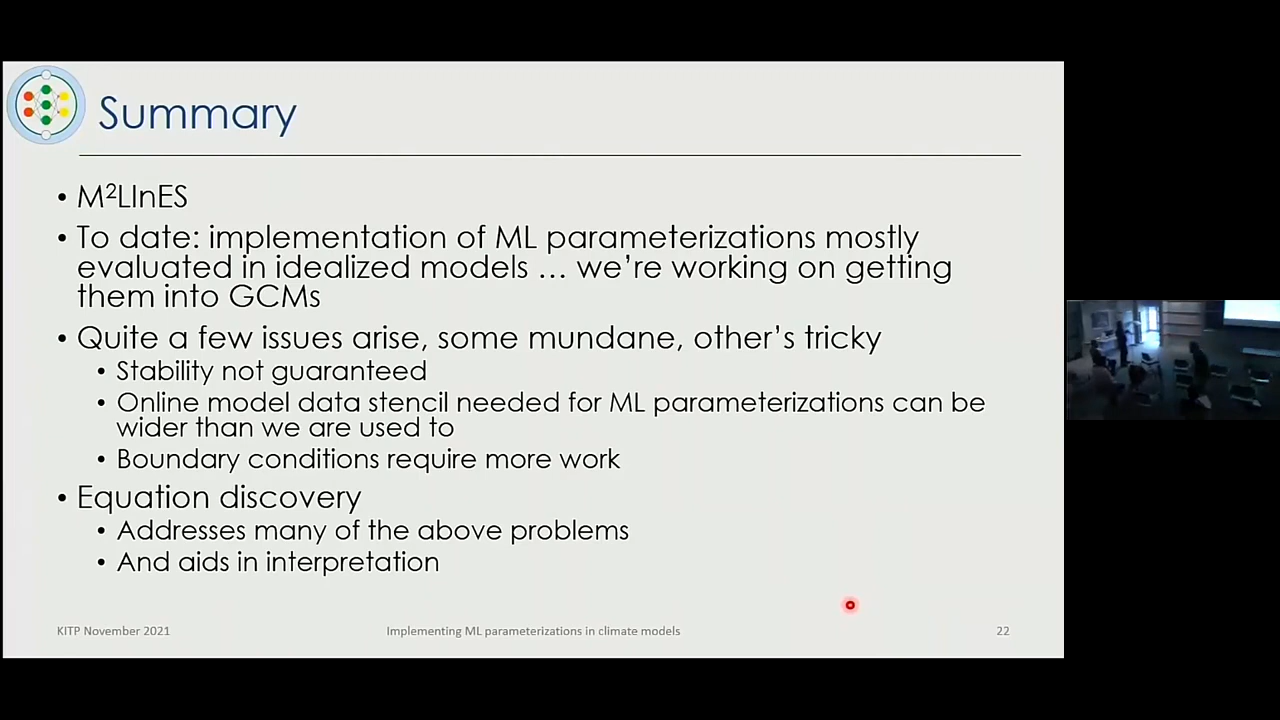 Summary
• M²LInES
• To date: implementation of ML parameterizations mostly
evaluated in idealized models … we're working on getting
them into GCMs
• Quite a few issues arise, some mundane, other's tricky
• Stability not guaranteed
• Online model data stencil needed for ML parameterizations can be
wider than we are used to
• Boundary conditions require more work
• Equation discovery
• Addresses many of the above problems
• And aids in interpretation
KITP November 2021
Implementing ML parameterizations in climate models
22